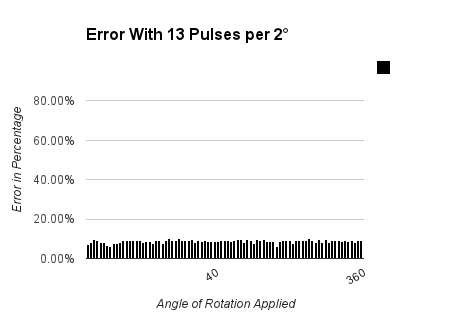 Error With 13 Pulses per 2°
80.00%
60.00%
40.00%
20.00%
0.00%
Error in Percentage
40
360
Angle of Rotation Applied